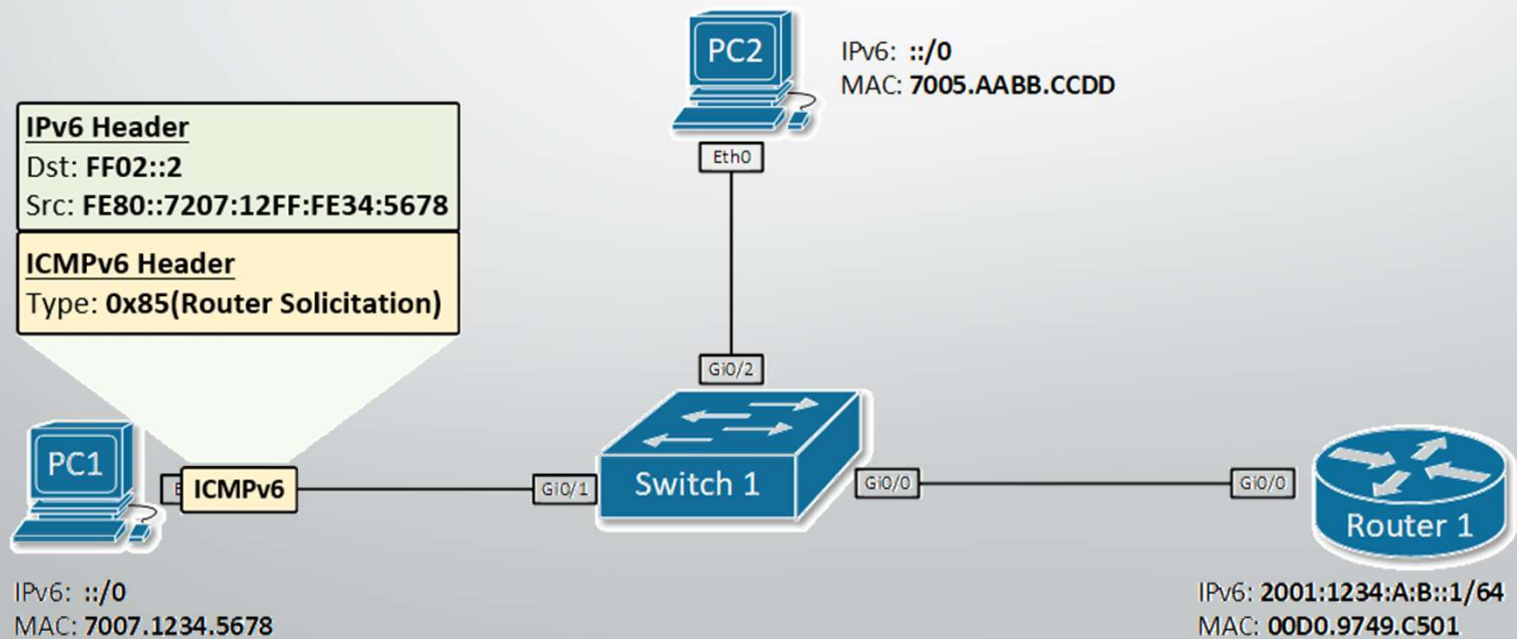 PC2
IPv6: ::/0
MAC: 7005.AABB.CCDD
Eth0
IPv6 Header
Dst: FF02::2
Src: FE80::7207:12FF:FE34:5678
ICMPv6 Header
Type: 0x85(Router Solicitation)
Gi0/2
PC1
E
ICMPv6
Gi0/1
Switch 1
Gi0/0
Gi0/0
Router 1
IPv6: ::/0
MAC: 7007.1234.5678
IPv6: 2001:1234:A:B::1/64
MAC: 00D0.9749.C501